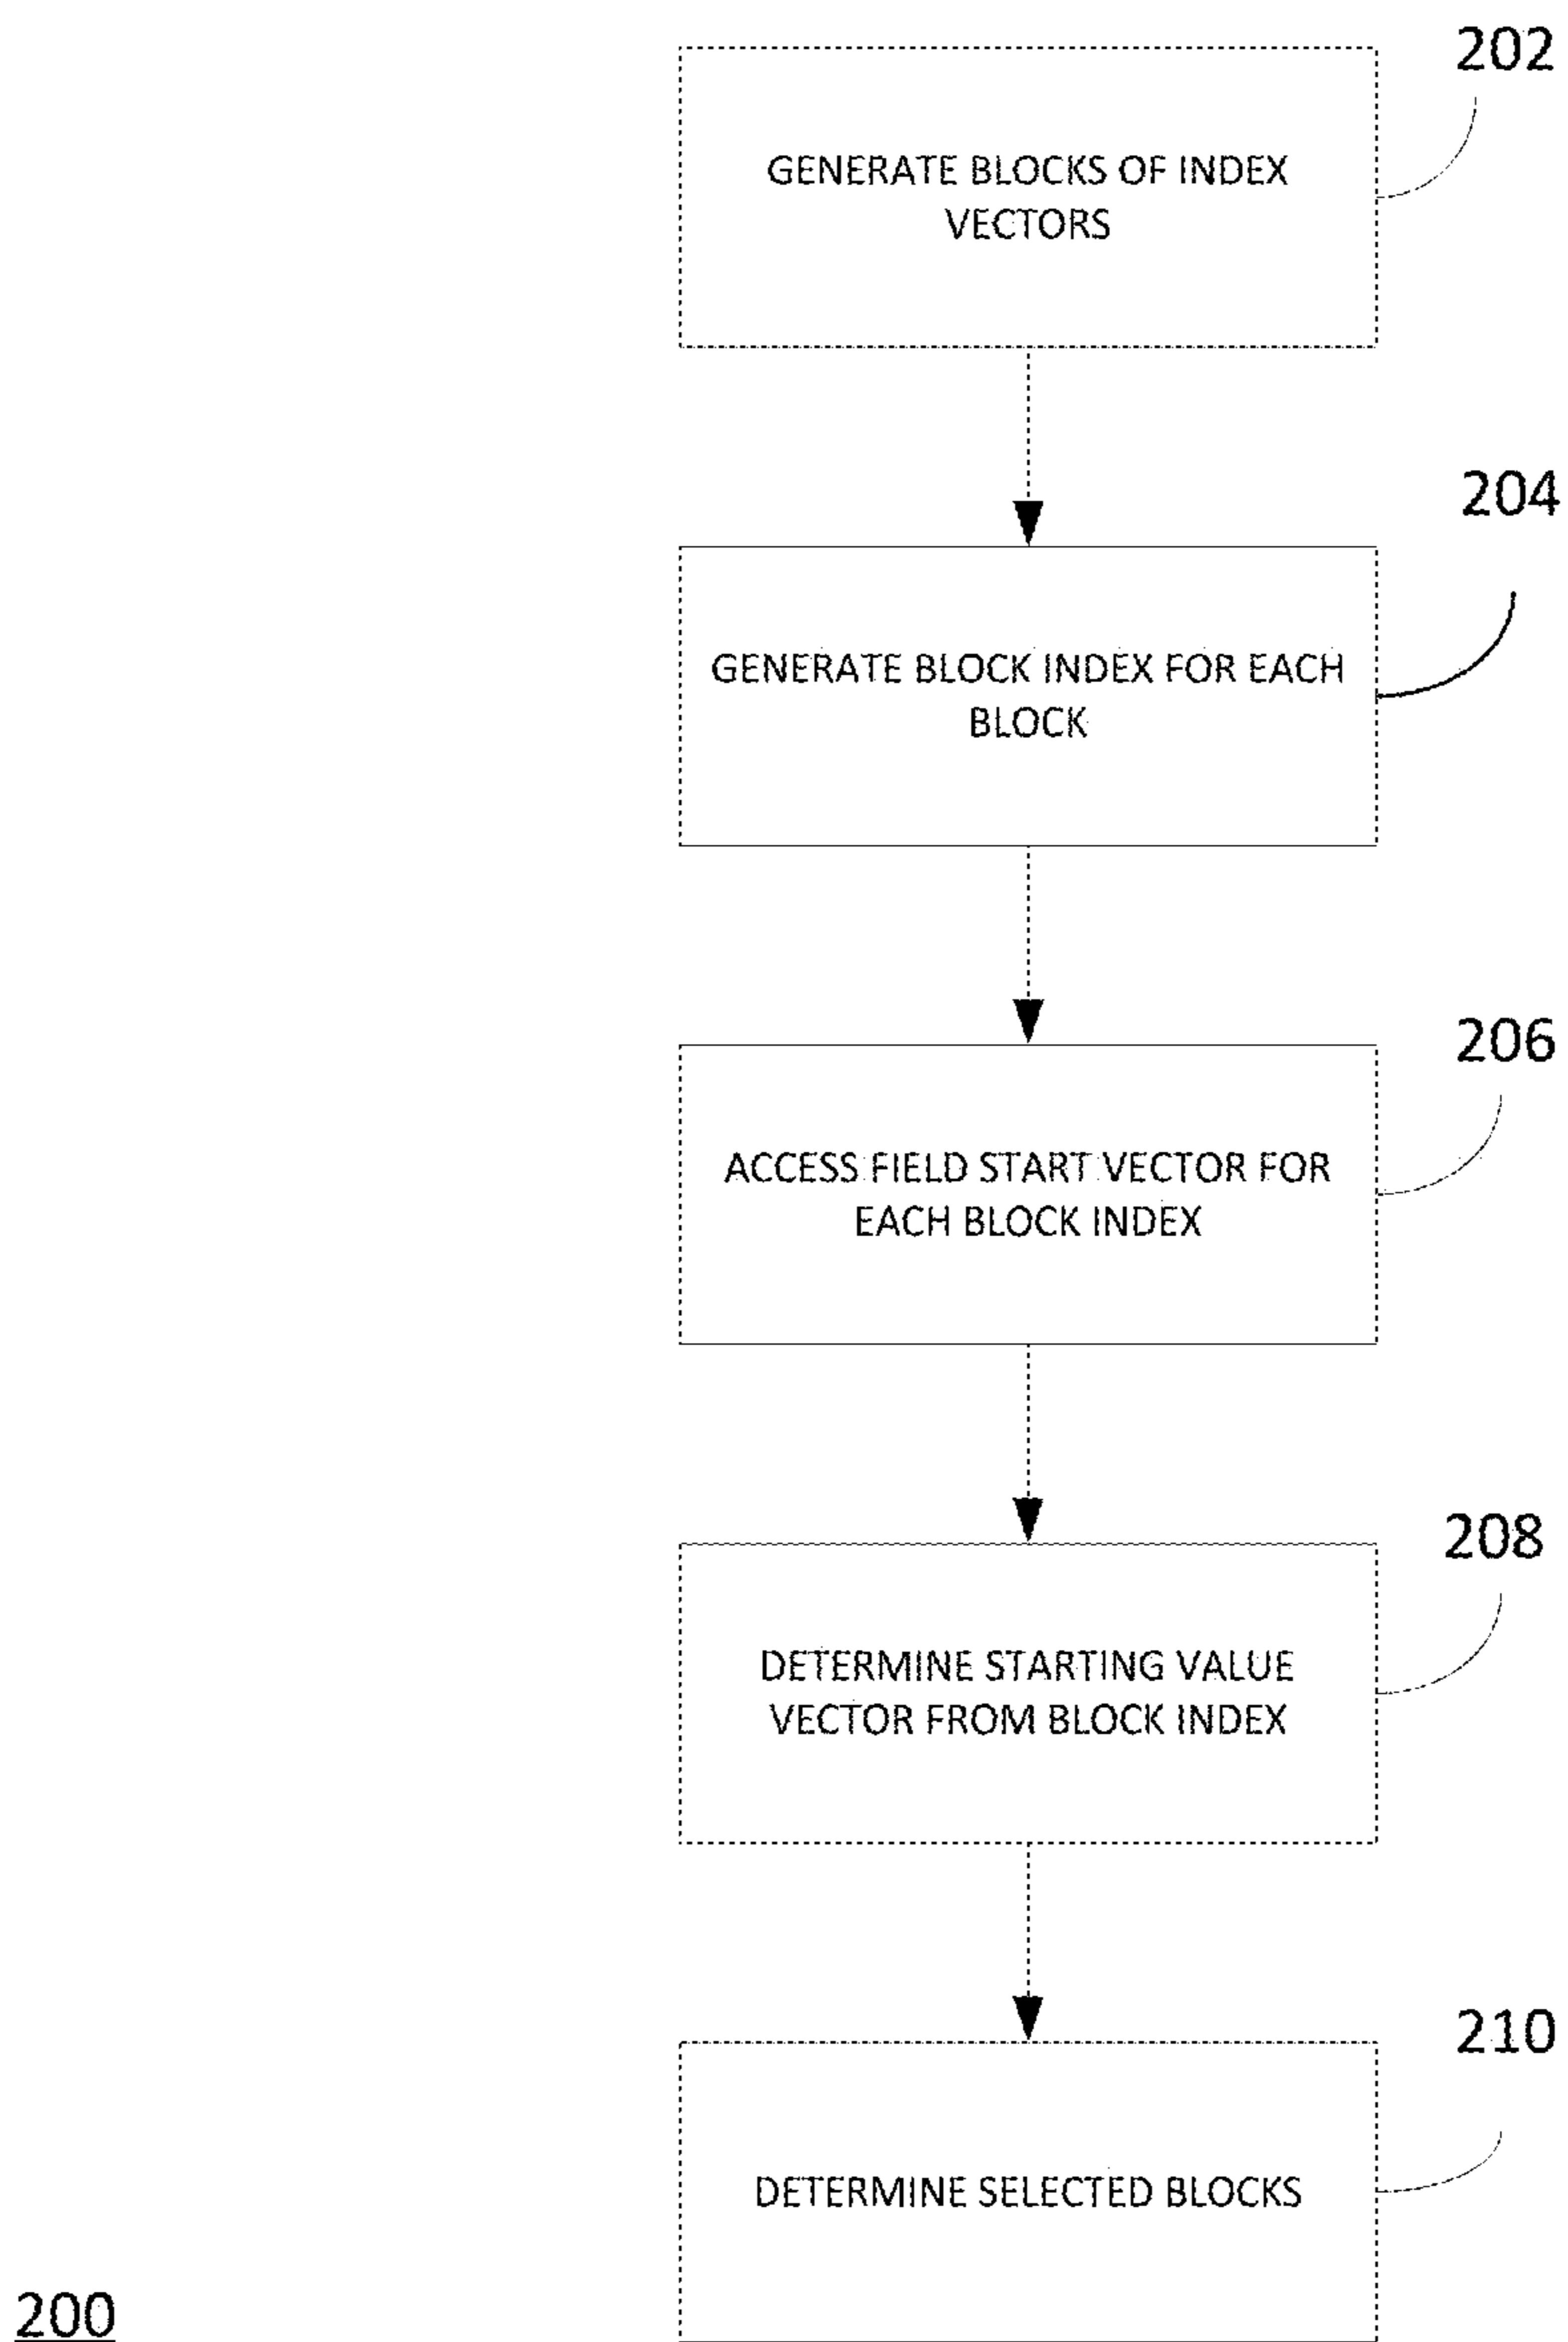 202
GENERATE BLOCKS OF INDEX
VECTORS
204
GENERATE BLOCK INDEX FOR EACH
BLOCK
206
ACCESS FIELD START VECTOR FOR
EACH BLOCK INDEX
208
DETERMINE STARTING VALUE
VECTOR FROM BLOCK INDEX
210
DETERMINE SELECTED BLOCKS
200